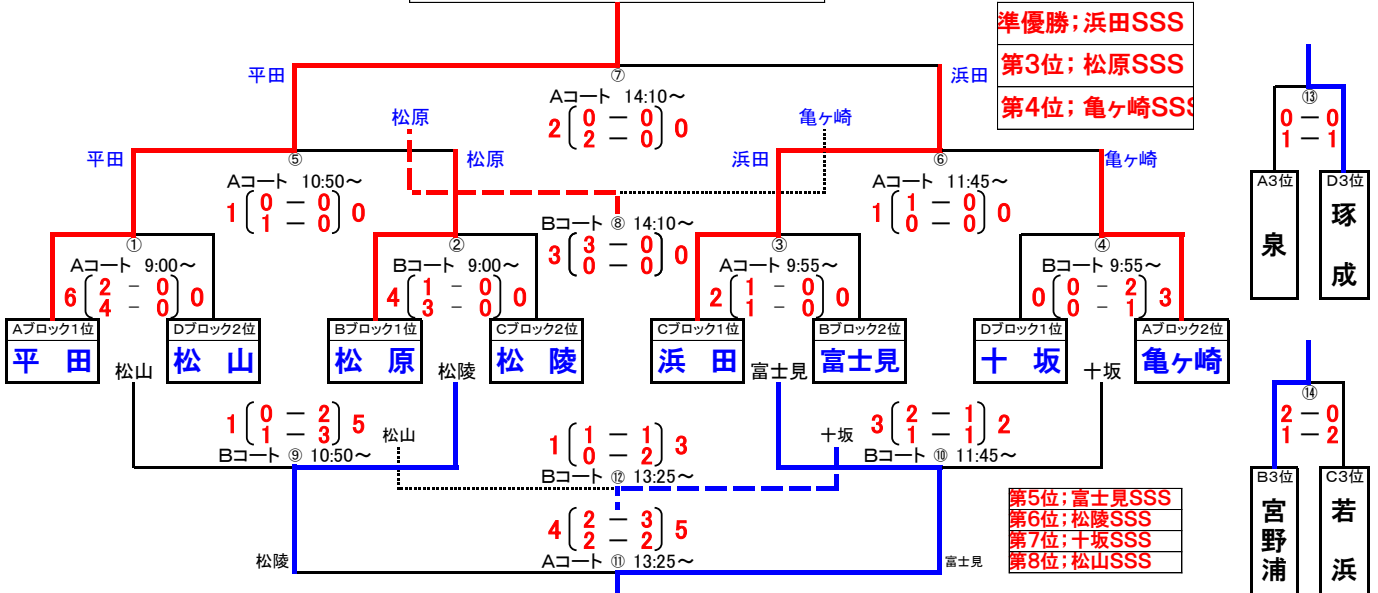 準優勝; 浜田SSS
第3位; 松原SSS
第4位; 亀ヶ崎SSS
平田
⑦
浜田
Aコート 14:10～
2 0 － 0 0
2 － 0
松原
亀ヶ崎
⑬
0 － 0
1 － 1
平田
⑤
松原
浜田
⑥
亀ヶ崎
Aコート 10:50～
1 0 － 0 0
1 － 0
Aコート 11:45～
1 1 － 0 0
0 － 0
A3位
泉
D3位
琢成
Bコート ⑧ 14:10～
3 3 － 0 0
0 － 0
①
Aコート 9:00～
6 2 － 0 0
4 － 0
②
Bコート 9:00～
4 1 － 0 0
3 － 0
③
Aコート 9:55～
2 1 － 0 0
1 － 0
④
Bコート 9:55～
0 0 － 2 3
0 － 1
Aブロック1位
平 田
Dブロック2位
松 山
Bブロック1位
松 原
Cブロック2位
松 陵
Cブロック1位
浜 田
Bブロック2位
富士見
Dブロック1位
十 坂
Aブロック2位
亀ヶ崎
松山
松陵
富士見
十坂
1 0 － 2 5
1 － 3
Bコート ⑨ 10:50～
松山
1 1 － 1 3
0 － 2
Bコート ⑫ 13:25～
十坂
3 2 － 1 2
1 － 1
Bコート ⑩ 11:45～
⑭
2 － 0
1 － 2
B3位
宮野浦
C3位
若浜
4 2 － 3 5
2 － 2
Aコート ⑪ 13:25～
松陵
富士見
第5位; 富士見SSS
第6位; 松陵SSS
第7位; 十坂SSS
第8位; 松山SSS